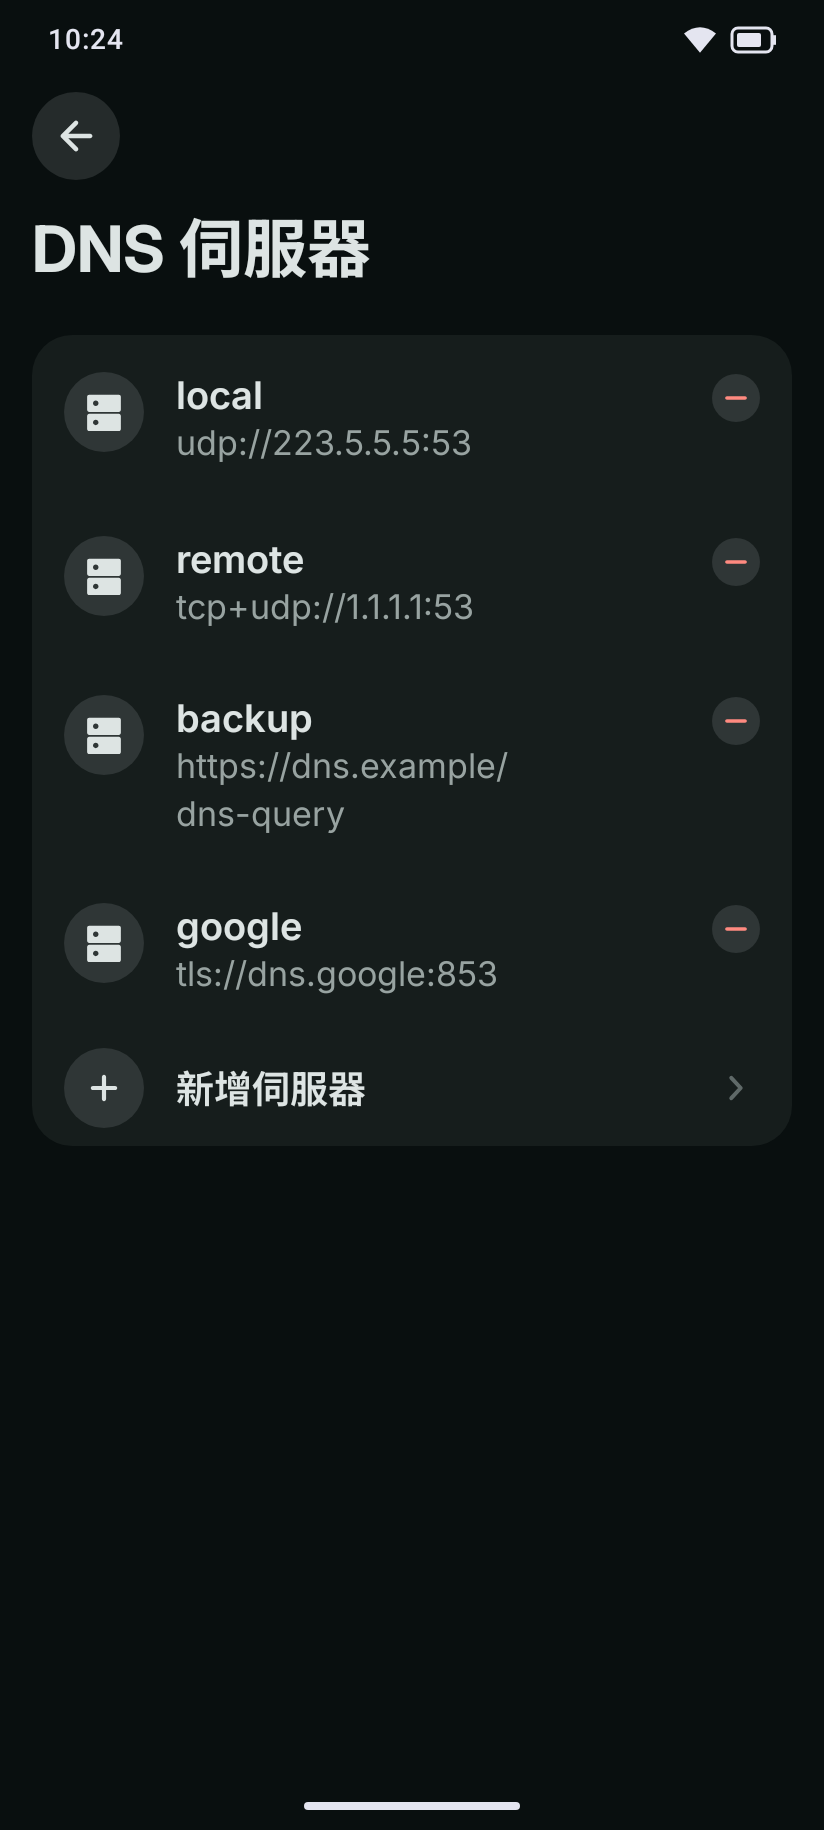 10:24
DNS 伺服器
local
udp://223.5.5.5:53
remote
tcp+udp://1.1.1.1:53
backup
https://dns.example/
dns-query
google
tls://dns.google:853
新增伺服器